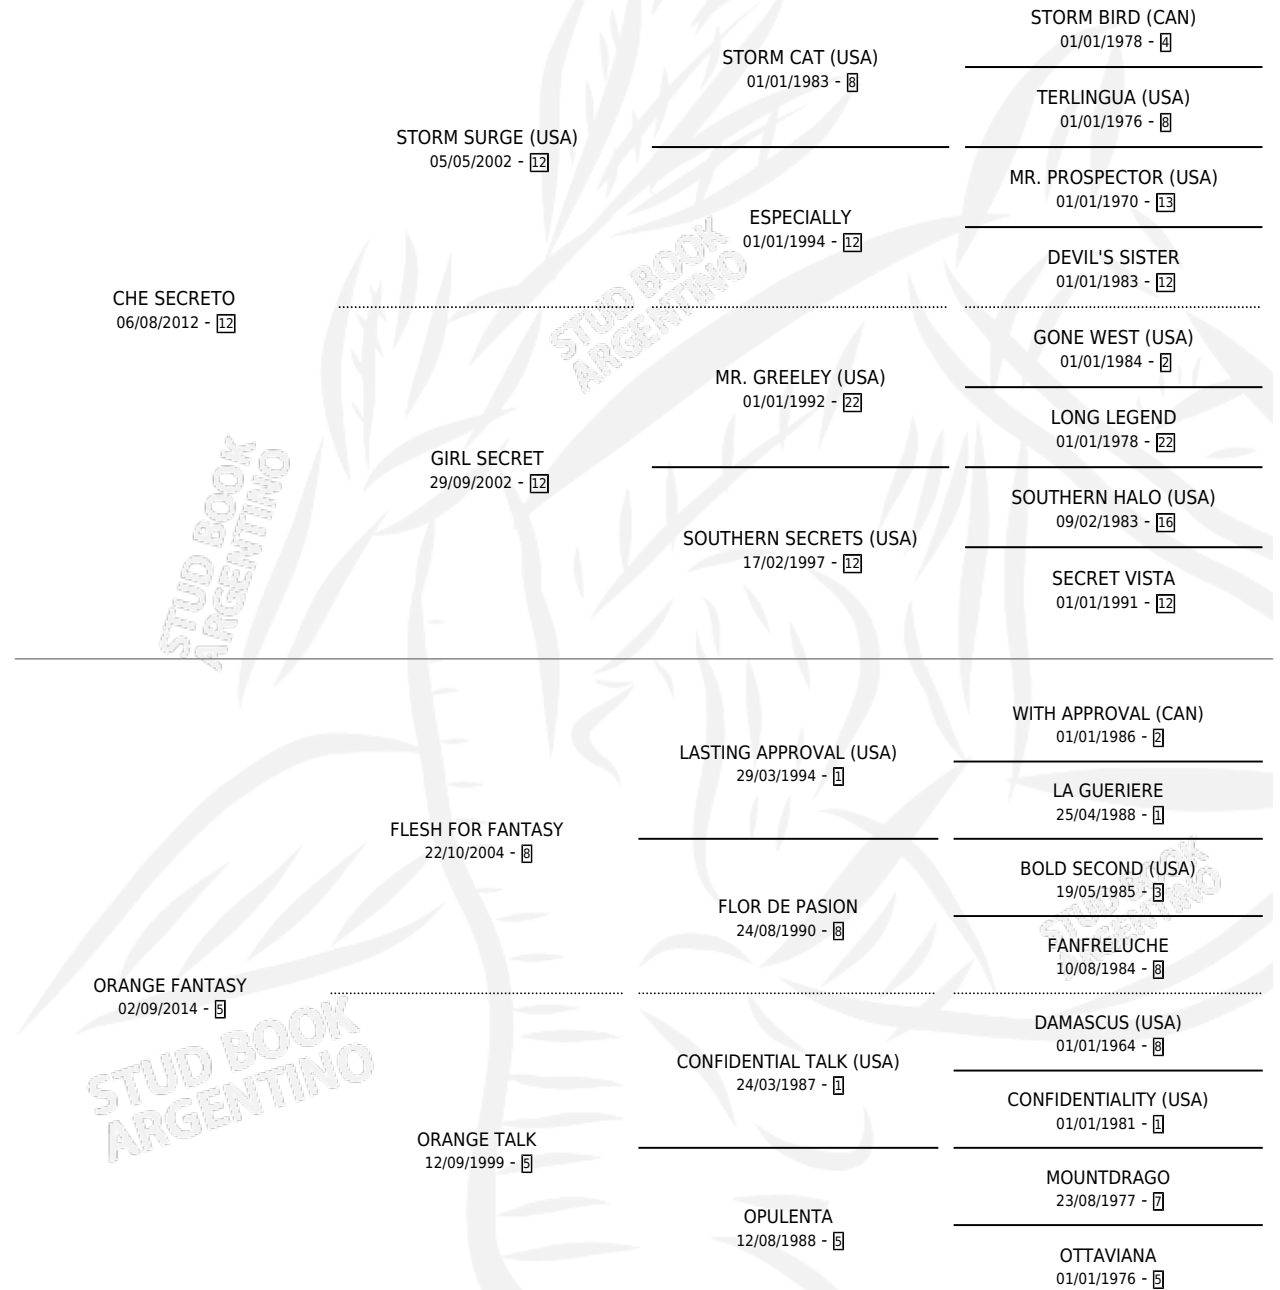 STORM BIRD (CAN)
01/01/1978 - 4
STORM CAT (USA)
01/01/1983 - 8
TERLINGUA (USA)
01/01/1976 - 8
STORM SURGE (USA)
05/05/2002 - 12
MR. PROSPECTOR (USA)
01/01/1970 - 13
ESPECIALLY
01/01/1994 - 12
DEVIL'S SISTER
01/01/1983 - 12
CHE SECRETO
06/08/2012 - 12
GONE WEST (USA)
01/01/1984 - 2
MR. GREELEY (USA)
01/01/1992 - 22
LONG LEGEND
01/01/1978 - 22
GIRL SECRET
29/09/2002 - 12
SOUTHERN HALO (USA)
09/02/1983 - 16
SOUTHERN SECRETS (USA)
17/02/1997 - 12
SECRET VISTA
01/01/1991 - 12
WITH APPROVAL (CAN)
01/01/1986 - 2
LASTING APPROVAL (USA)
29/03/1994 - 1
LA GUERIERE
25/04/1988 - 1
FLESH FOR FANTASY
22/10/2004 - 8
BOLD SECOND (USA)
19/05/1985 - 3
FLOR DE PASION
24/08/1990 - 8
FANFRELUCHE
10/08/1984 - 8
ORANGE FANTASY
02/09/2014 - 5
DAMASCUS (USA)
01/01/1964 - 8
CONFIDENTIAL TALK (USA)
24/03/1987 - 1
CONFIDENTIALITY (USA)
01/01/1981 - 1
ORANGE TALK
12/09/1999 - 5
MOUNTDRAGO
23/08/1977 - 7
OPULENTA
12/08/1988 - 5
OTTAVIANA
01/01/1976 - 5
STUD BOOK
ARGENTINO
STUD BOOK
ARGENTINO
STUD BOOK
ARGENTINO
STUD BOOK
ARGENTINO